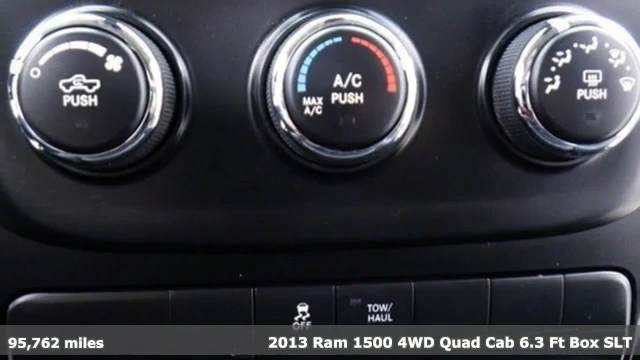 PUSH
A/C
PUSH
MAX
A/C
PUSH
OFF
TOW/
HAUL
95,762 miles
2013 Ram 1500 4WD Quad Cab 6.3 Ft Box SLT